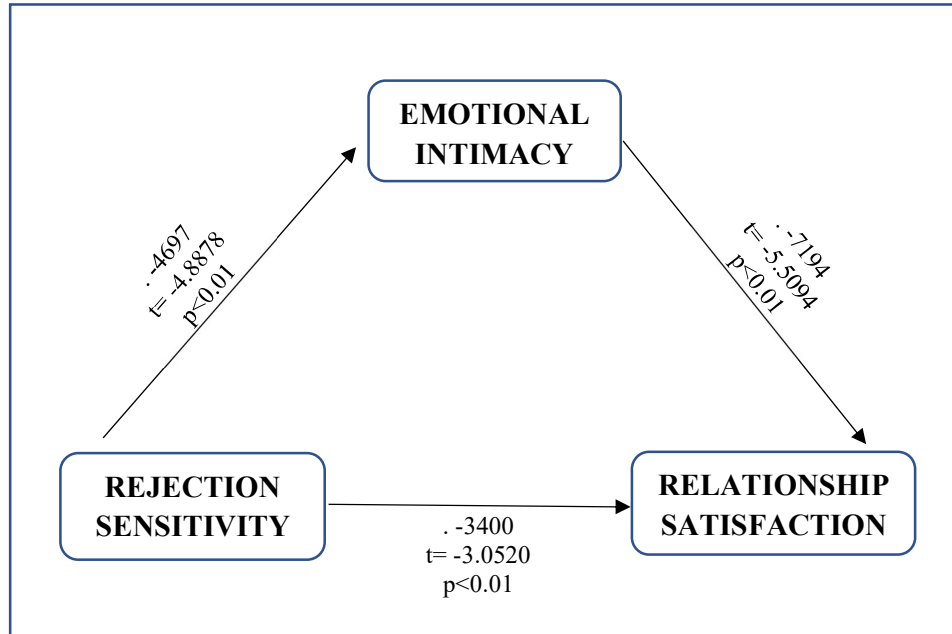 EMOTIONAL
INTIMACY
. -4697
t= -4.8878
p<0.01
. -7194
t= -5.5094
p<0.01
REJECTION
SENSITIVITY
. -3400
t= -3.0520
p<0.01
RELATIONSHIP
SATISFACTION